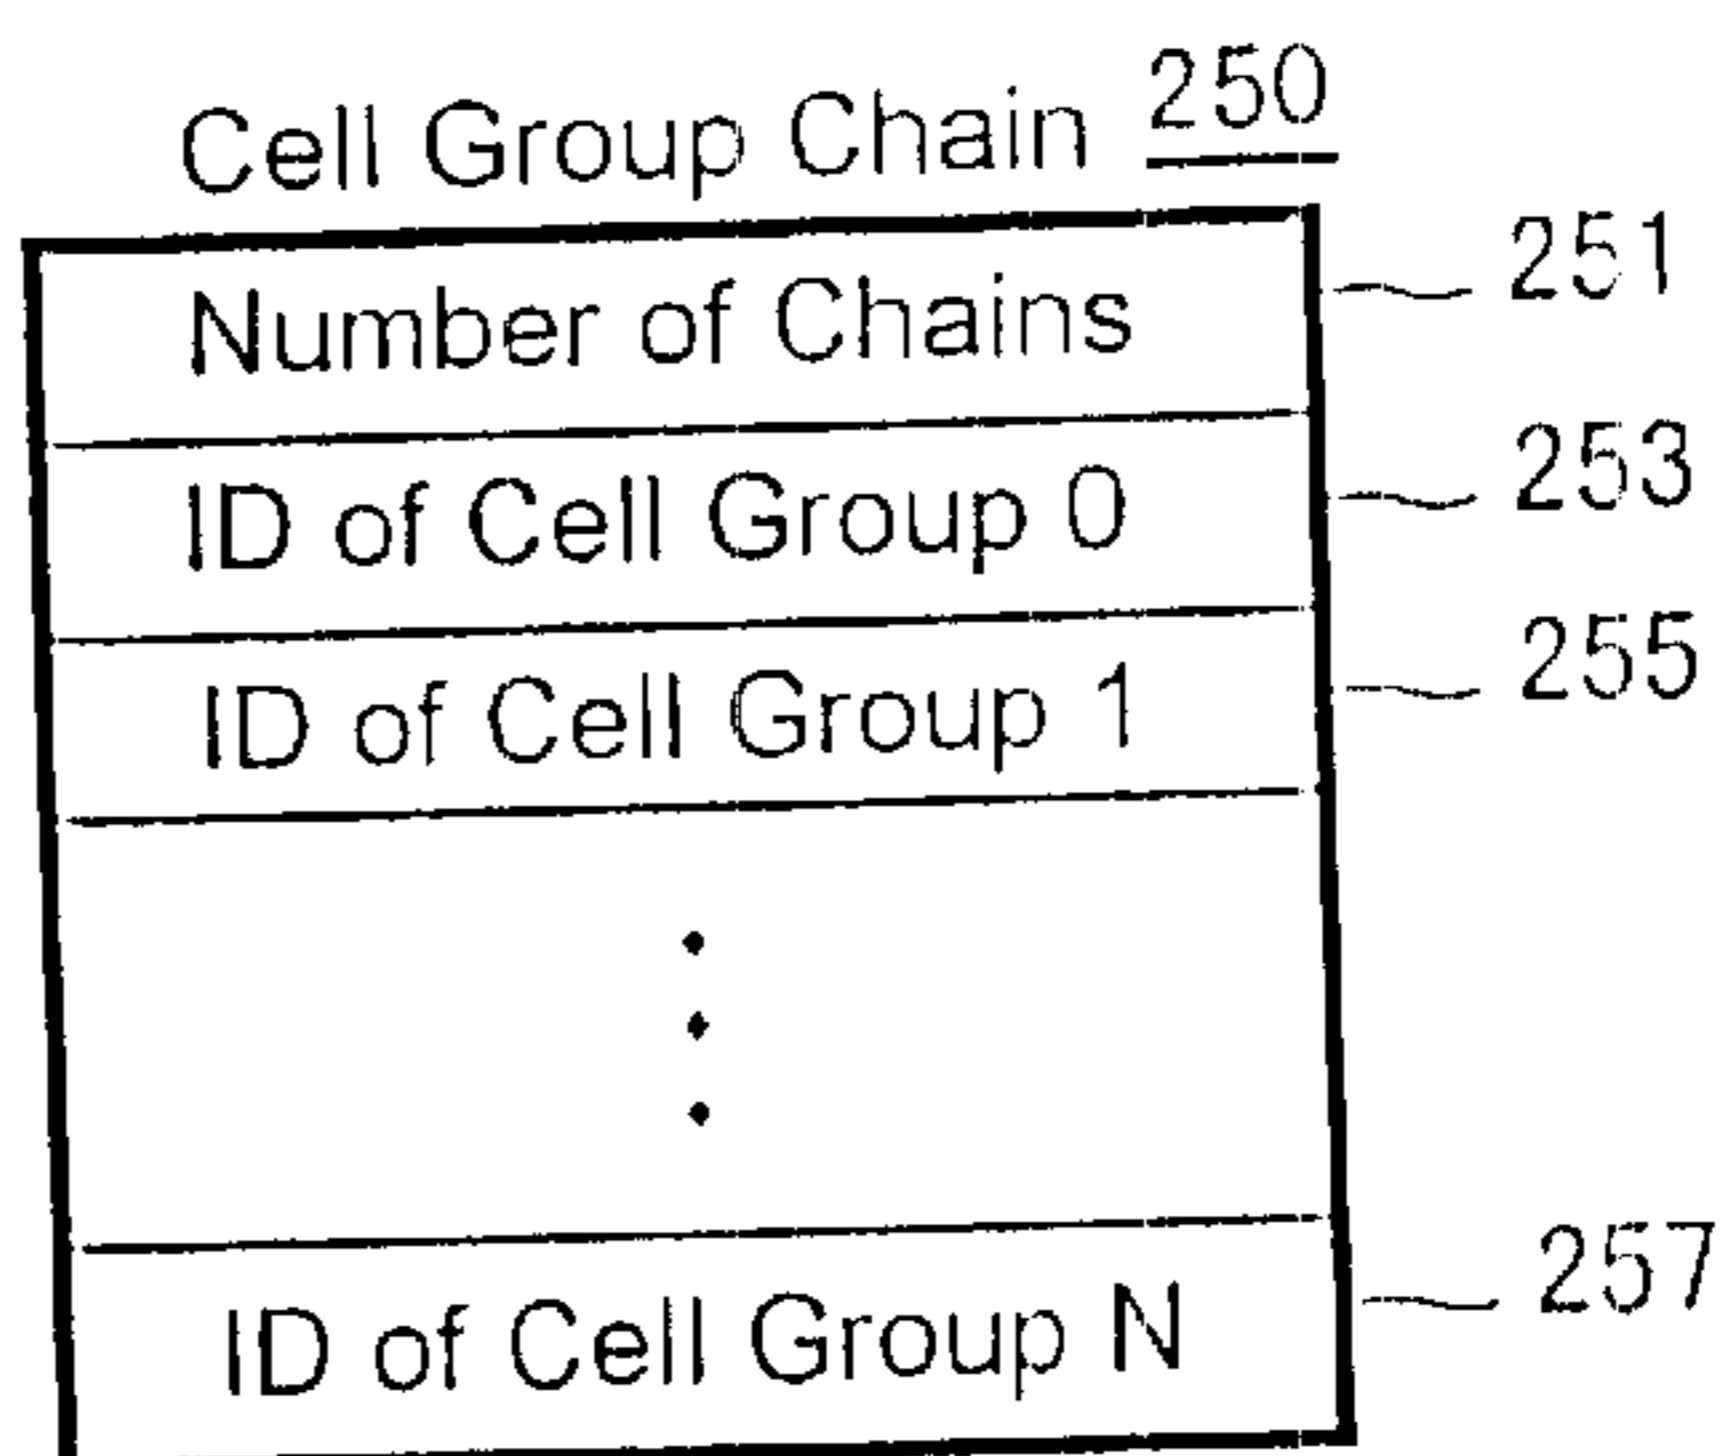 Cell Group Chain 250
Number of Chains 251
ID of Cell Group 0 253
ID of Cell Group 1 255
ID of Cell Group N 257